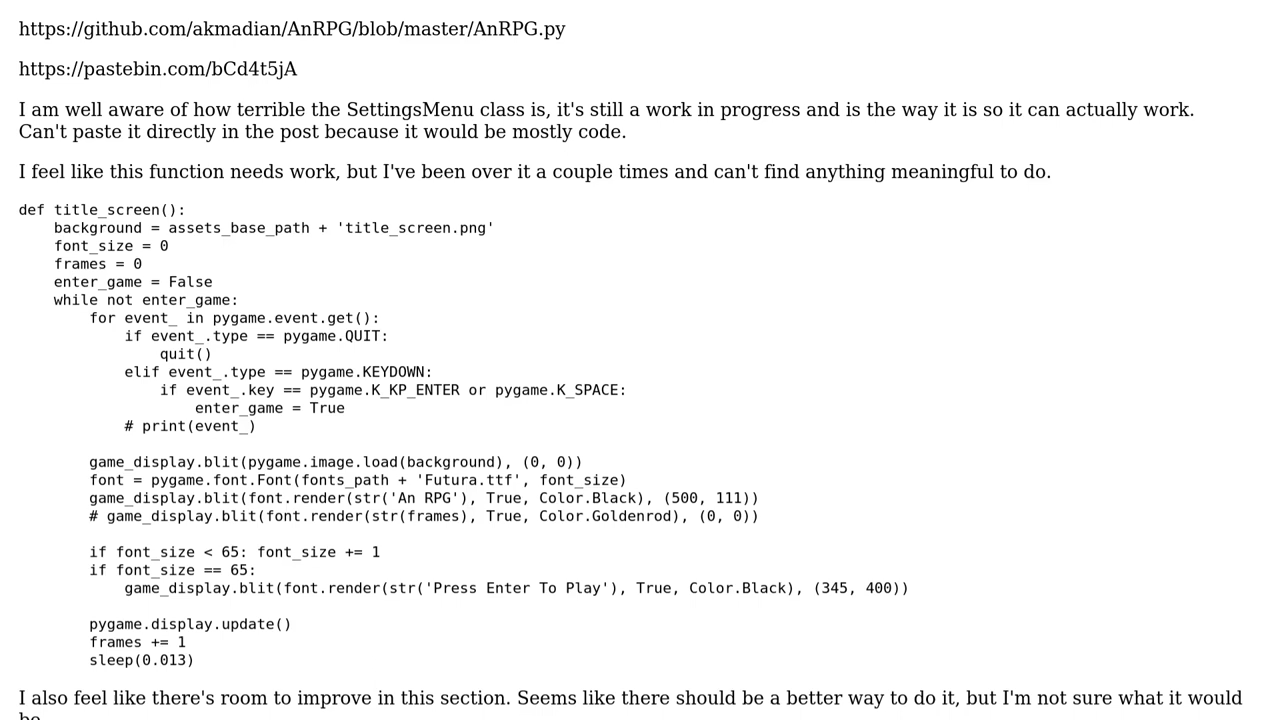 https://github.com/akmadian/AnRPG/blob/master/AnRPG.py
https://pastebin.com/bCd4t5jA
I am well aware of how terrible the SettingsMenu class is, it's still a work in progress and is the way it is so it can actually work.
Can't paste it directly in the post because it would be mostly code.
I feel like this function needs work, but I've been over it a couple times and can't find anything meaningful to do.
def title_screen():
    background = assets_base_path + 'title_screen.png'
    font_size = 0
    frames = 0
    enter_game = False
    while not enter_game:
        for event_ in pygame.event.get():
            if event_.type == pygame.QUIT:
                quit()
            elif event_.type == pygame.KEYDOWN:
                if event_.key == pygame.K_KP_ENTER or pygame.K_SPACE:
                    enter_game = True
            # print(event_)
        game_display.blit(pygame.image.load(background), (0, 0))
        font = pygame.font.Font(fonts_path + 'Futura.ttf', font_size)
        game_display.blit(font.render(str('An RPG'), True, Color.Black), (500, 111))
        # game_display.blit(font.render(str(frames), True, Color.Goldenrod), (0, 0))
        if font_size < 65: font_size += 1
        if font_size == 65:
            game_display.blit(font.render(str('Press Enter To Play'), True, Color.Black), (345, 400))
        pygame.display.update()
        frames += 1
        sleep(0.013)
I also feel like there's room to improve in this section. Seems like there should be a better way to do it, but I'm not sure what it would